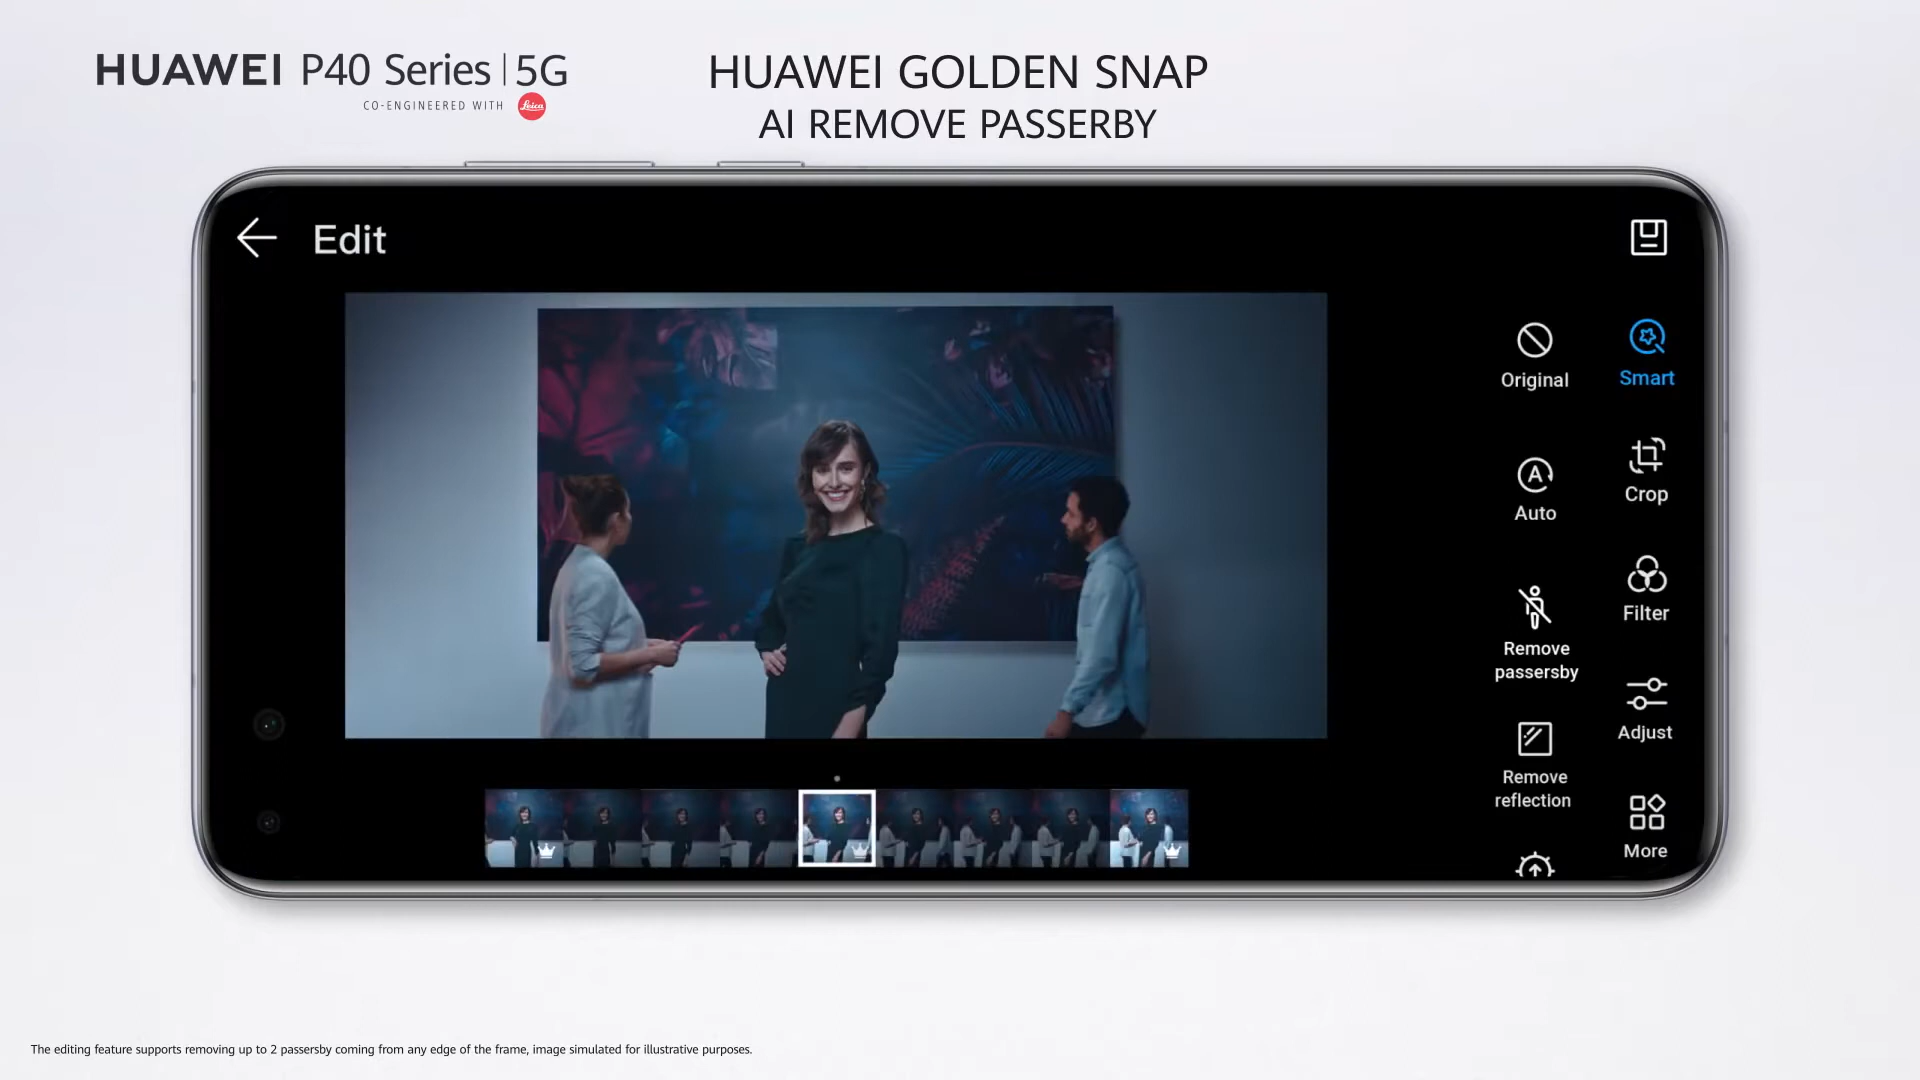 HUAWEI P40 Series | 5G
CO-ENGINEERED WITH Leica
HUAWEI GOLDEN SNAP
AI REMOVE PASSERBY
Edit
Original
Smart
Auto
Crop
Remove
passersby
Filter
Remove
reflection
Adjust
More
The editing feature supports removing up to 2 passersby coming from any edge of the frame, image simulated for illustrative purposes.